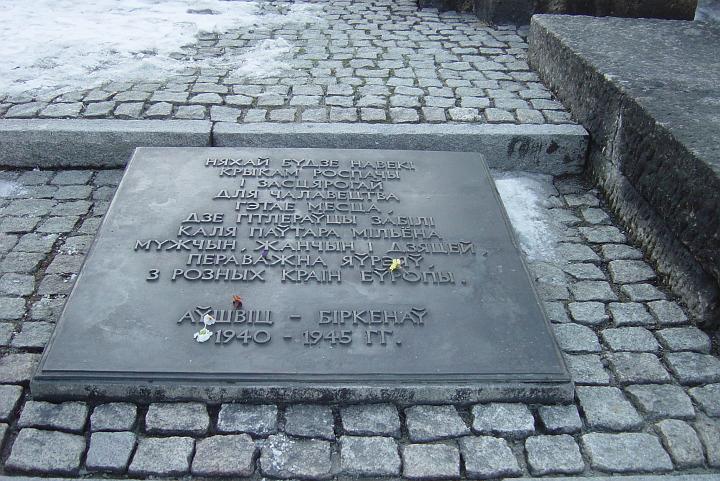 НЯХАЙ БУДЗЕ НАВЕКІ
КРЫКАМ РОСПАЧЫ
І ЗАСЦЯРОГАЙ
ДЛЯ ЧАЛАВЕЦТВА
ГЭТАЕ МЕСЦА,
ДЗЕ ГІТЛЕРАЎЦЫ ЗАБІЛІ
КАЛЯ ПАЎТАРА МІЛЬЁНА
МУЖЧЫН, ЖАНЧЫН І ДЗЯЦЕЙ,
ПЕРАВАЖНА ЯЎРЭЯЎ
З РОЗНЫХ КРАІН ЕЎРОПЫ.
АЎШВІЦ - БІРКЕНАЎ
1940 - 1945 ГГ.